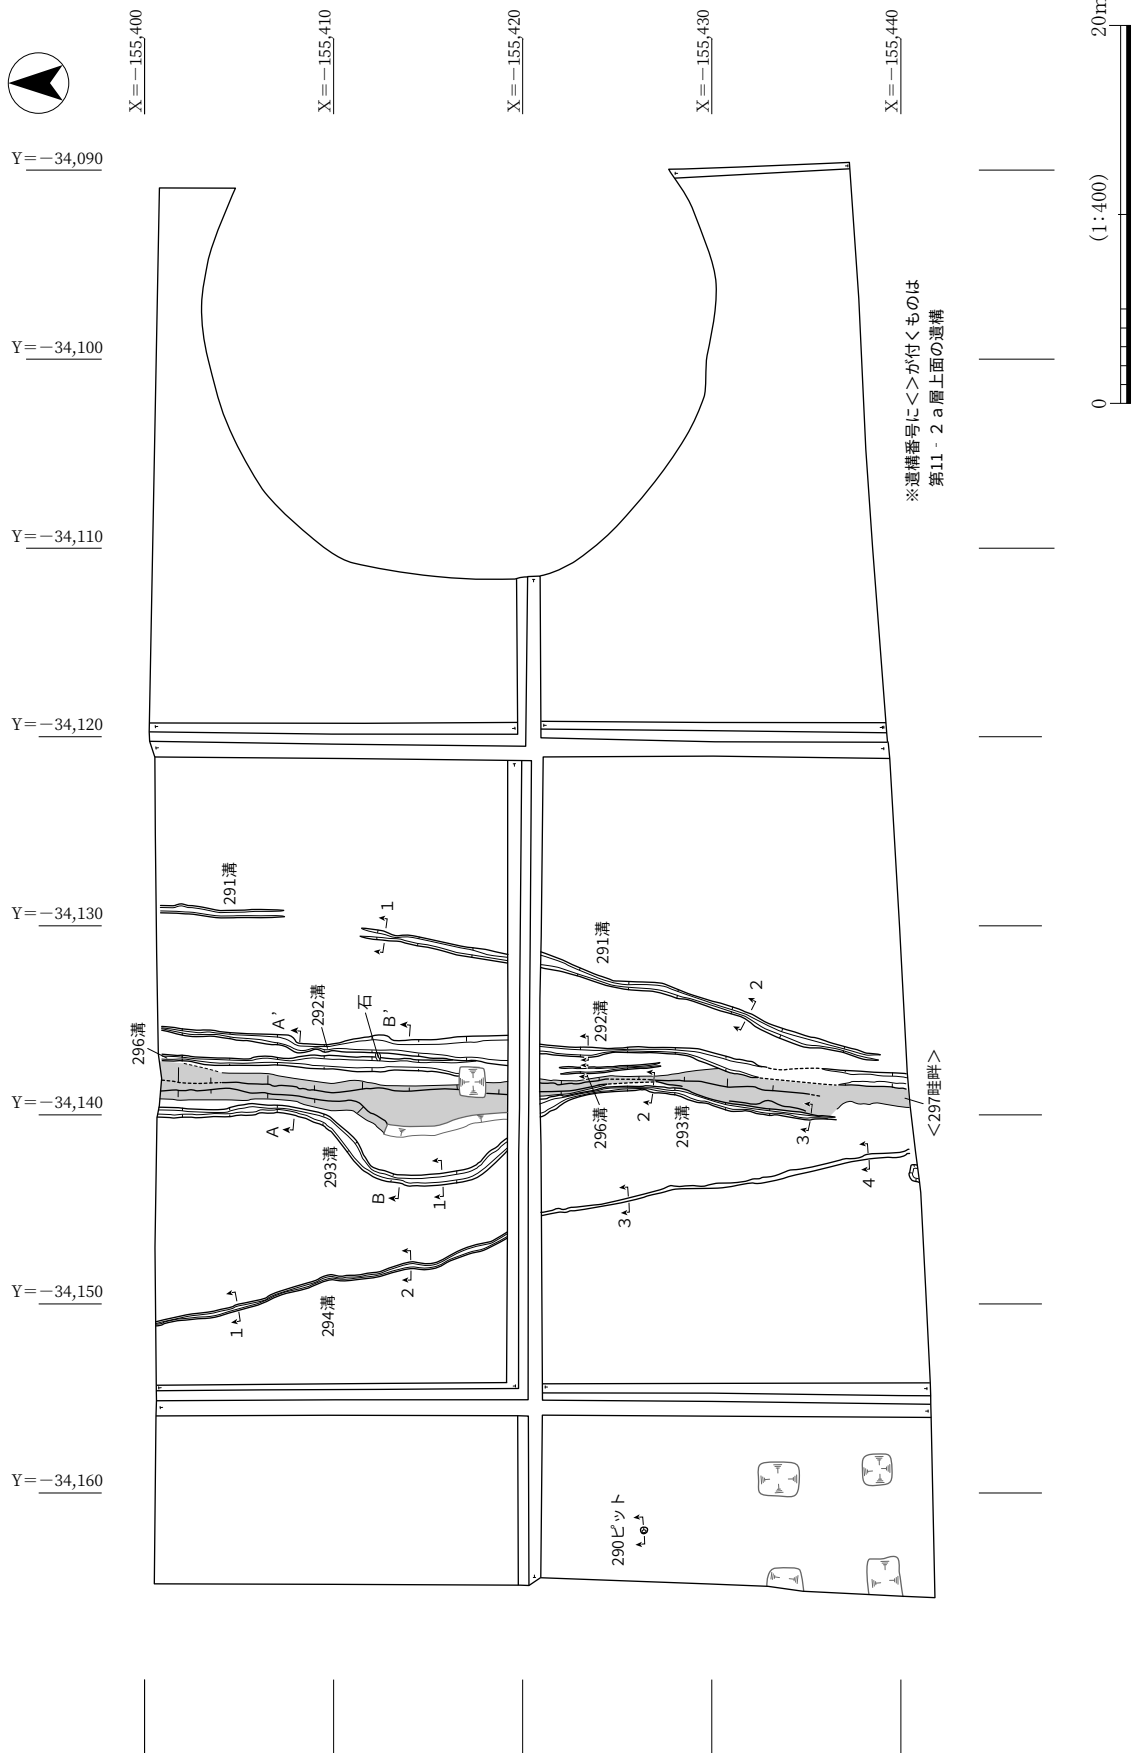 X=-155,400
X=-155,410
X=-155,420
X=-155,430
X=-155,440
Y=-34,090
Y=-34,100
Y=-34,110
Y=-34,120
Y=-34,130
Y=-34,140
Y=-34,150
Y=-34,160
20m
(1:400)
0
※遺構番号に<>が付くものは
第11‐2a層上面の遺構
291溝
1
291溝
2
296溝
A'
292溝
石
B'
292溝
A
293溝
B
1
296溝
2
293溝
3
<297畦畔>
4
3
1
294溝
2
290ピット